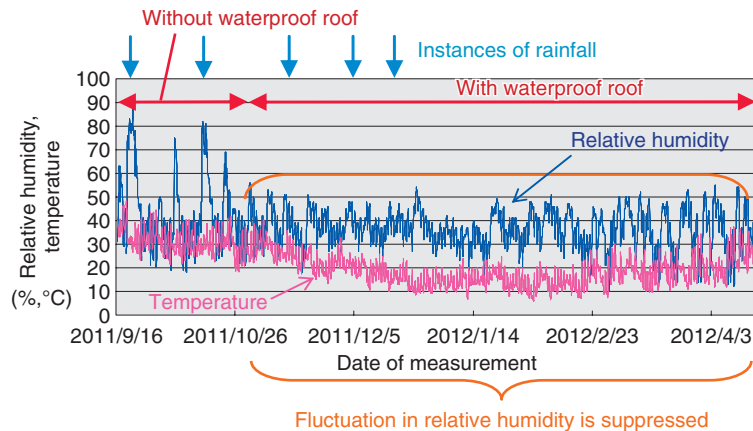 Without waterproof roof
Instances of rainfall
With waterproof roof
Relative humidity
Relative humidity,
temperature
(%,°C)
100
90
80
70
60
50
40
30
20
10
0
Temperature
2011/9/16 2011/10/26 2011/12/5 2012/1/14 2012/2/23 2012/4/3
Date of measurement
Fluctuation in relative humidity is suppressed